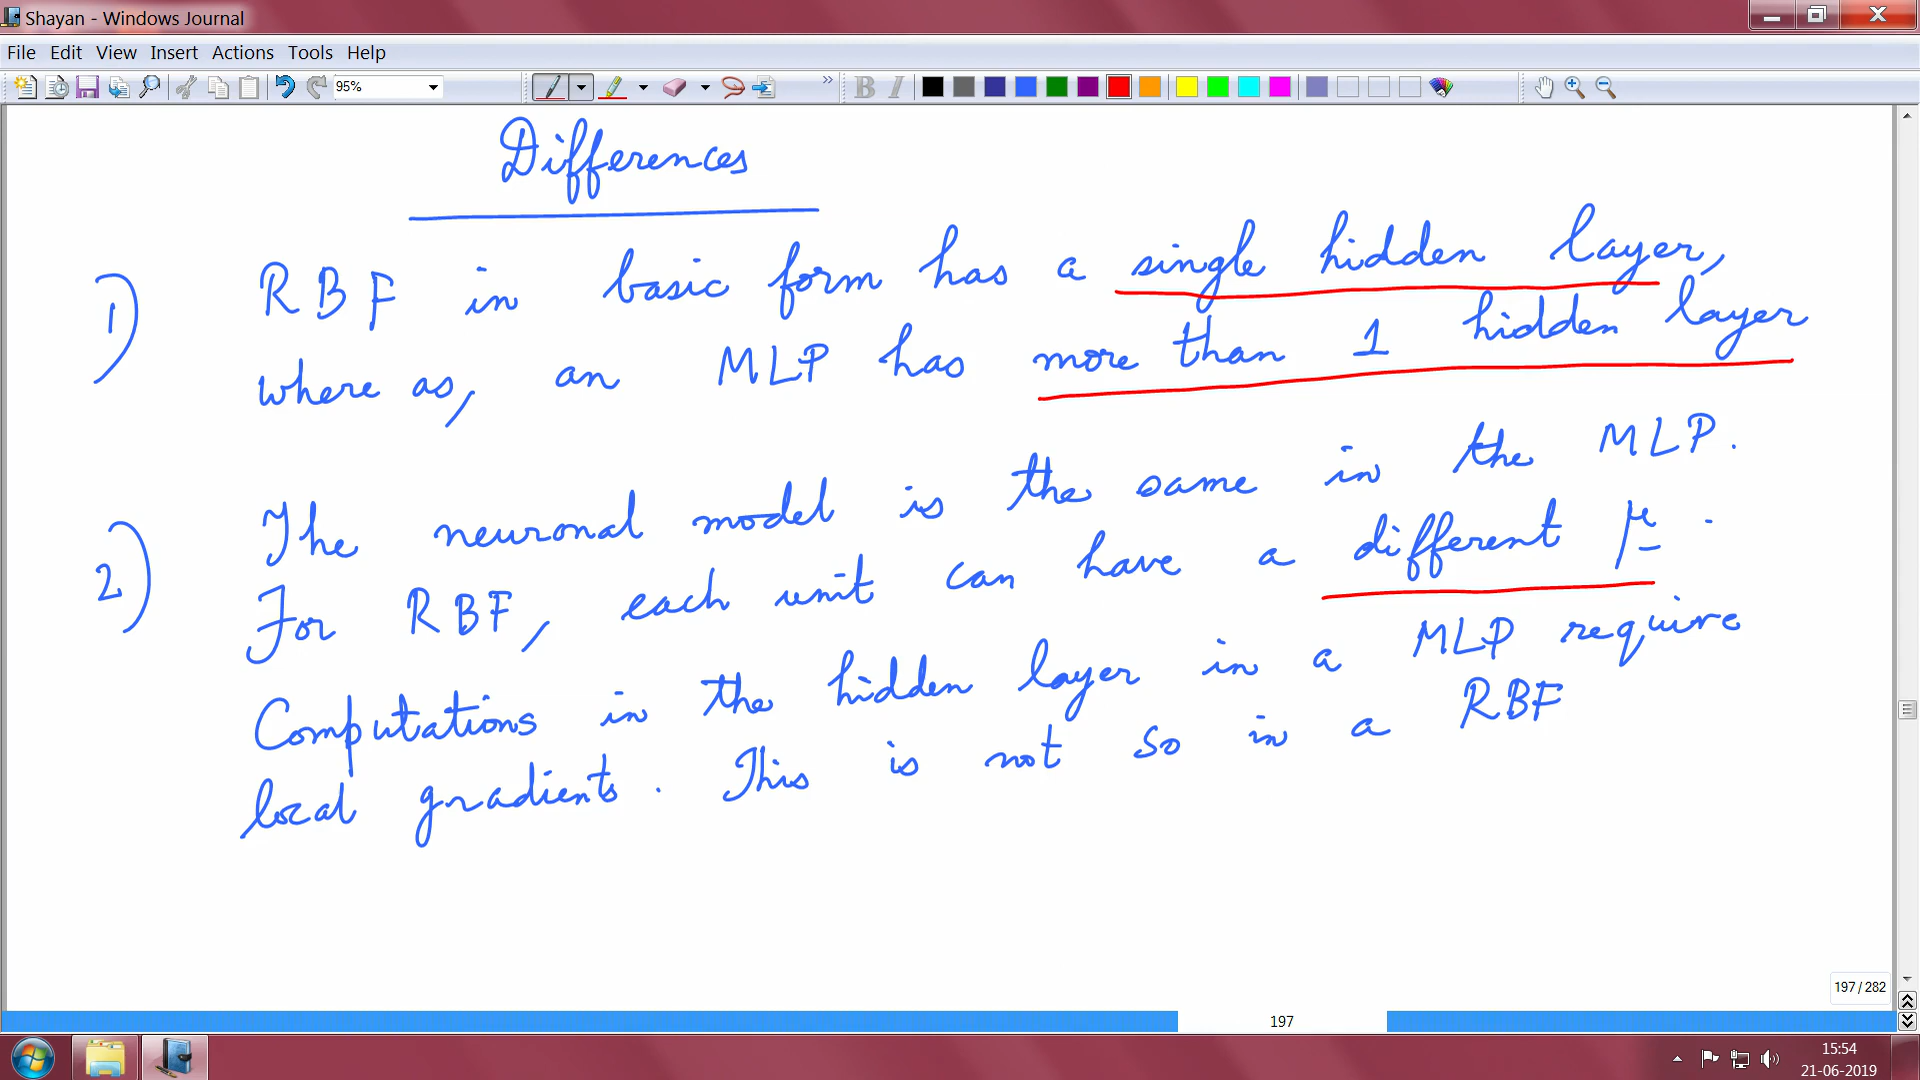 Shayan - Windows Journal
File Edit View Insert Actions Tools Help
95%
Differences
1) RBF in basic form has a single hidden layer,
where as, an MLP has more than 1 hidden layer
2) The neuronal model is the same in the MLP.
For RBF, each unit can have a different μ.
Computations in the hidden layer in a MLP require
local gradients. This is not so in a RBF
197 / 282
197
15:54
21-06-2019